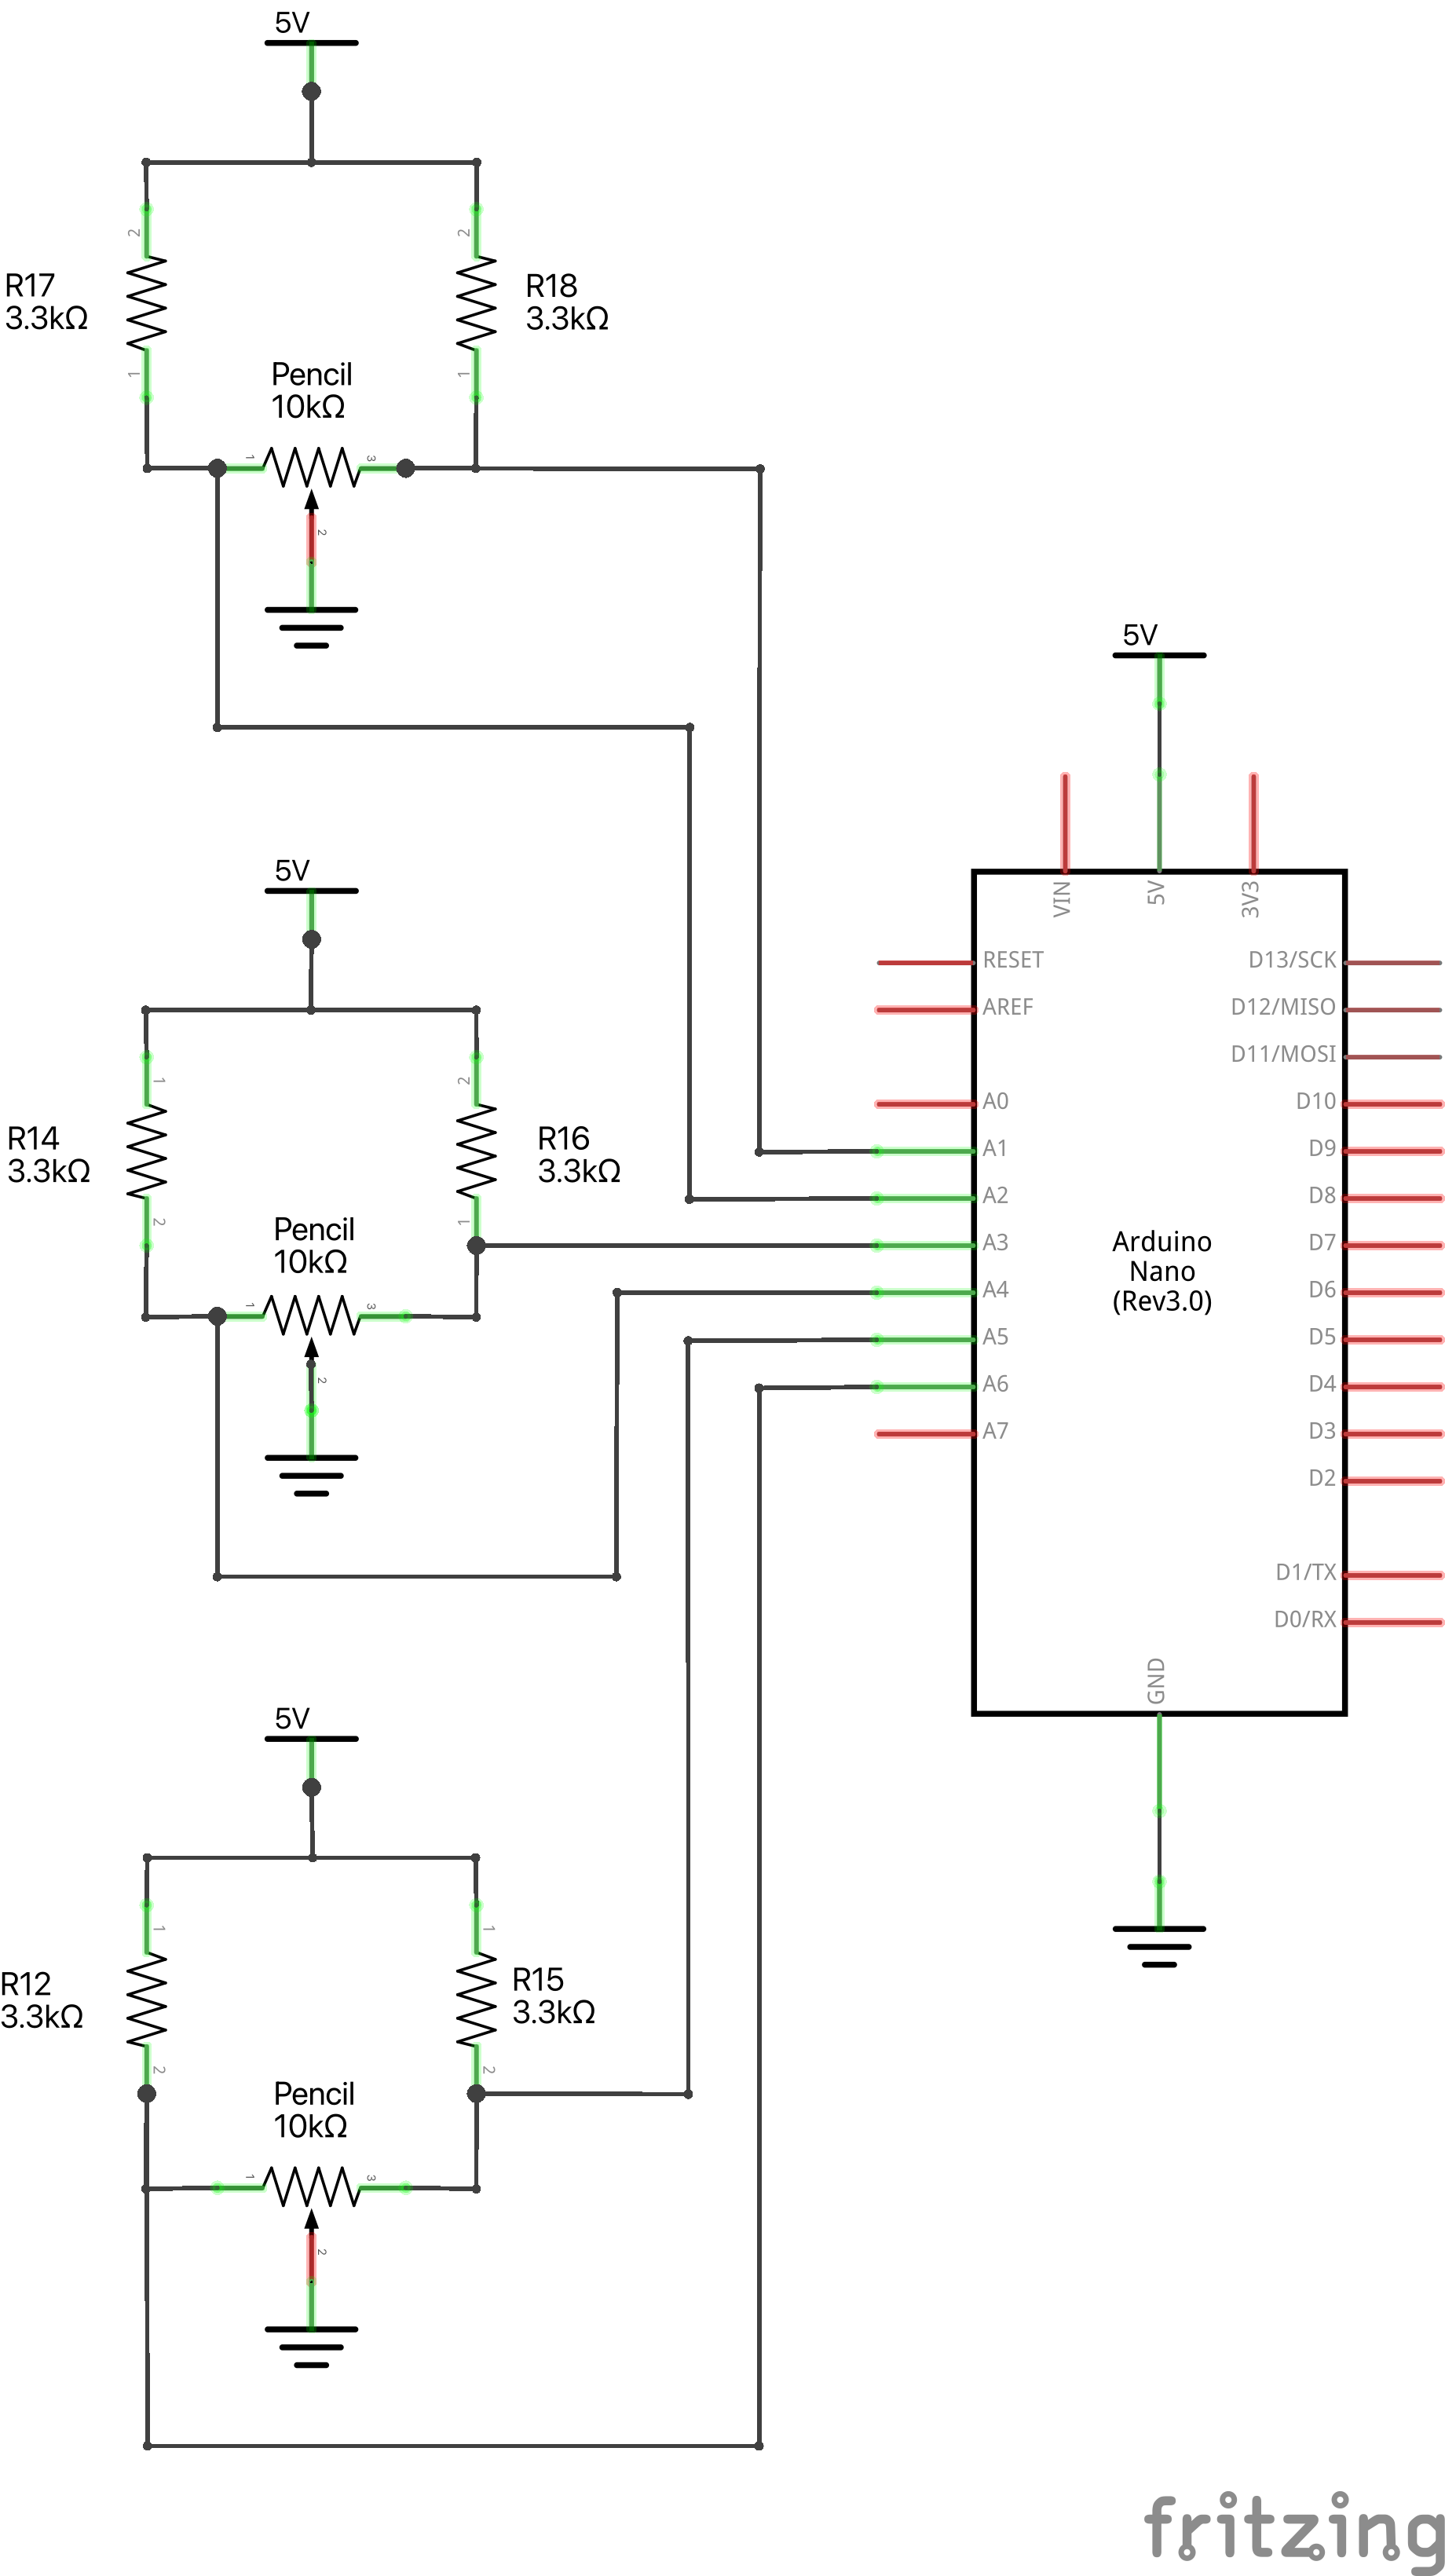 5V
2
2
R17
3.3kΩ
R18
3.3kΩ
1
1
Pencil
10kΩ
1
3
2
5V
5V
VIN
5V
3V3
RESET
D13/SCK
AREF
D12/MISO
D11/MOSI
A0
D10
A1
D9
A2
D8
A3
D7
A4
D6
A5
D5
A6
D4
A7
D3
D2
D1/TX
D0/RX
GND
Arduino
Nano
(Rev3.0)
1
2
R14
3.3kΩ
R16
3.3kΩ
2
1
Pencil
10kΩ
1
3
2
5V
1
1
R12
3.3kΩ
R15
3.3kΩ
2
2
Pencil
10kΩ
1
3
2
fritzing